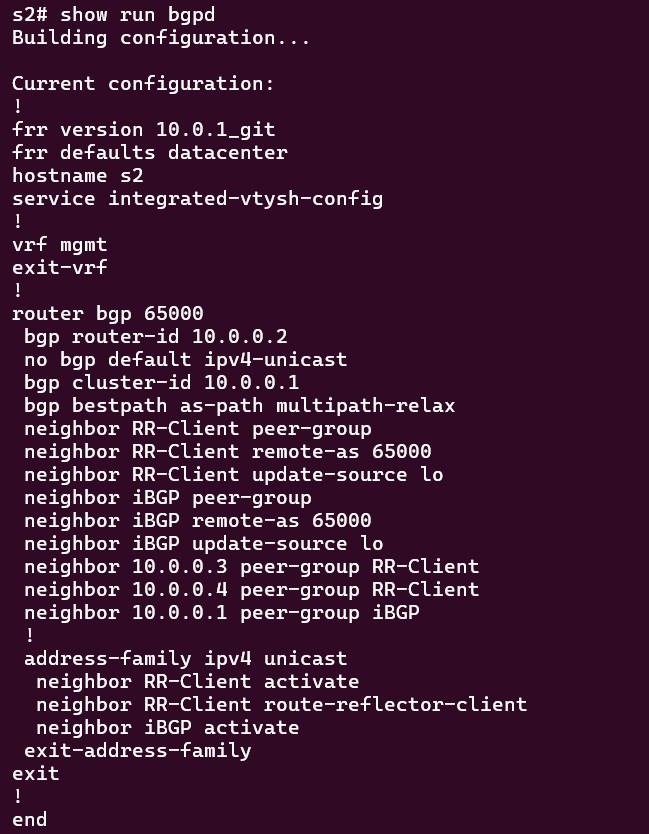 s2# show run bgpd
Building configuration...
Current configuration:
!
frr version 10.0.1_git
frr defaults datacenter
hostname s2
service integrated-vtysh-config
!
vrf mgmt
exit-vrf
!
router bgp 65000
 bgp router-id 10.0.0.2
 no bgp default ipv4-unicast
 bgp cluster-id 10.0.0.1
 bgp bestpath as-path multipath-relax
 neighbor RR-Client peer-group
 neighbor RR-Client remote-as 65000
 neighbor RR-Client update-source lo
 neighbor iBGP peer-group
 neighbor iBGP remote-as 65000
 neighbor iBGP update-source lo
 neighbor 10.0.0.3 peer-group RR-Client
 neighbor 10.0.0.4 peer-group RR-Client
 neighbor 10.0.0.1 peer-group iBGP
 !
 address-family ipv4 unicast
  neighbor RR-Client activate
  neighbor RR-Client route-reflector-client
  neighbor iBGP activate
 exit-address-family
exit
!
end